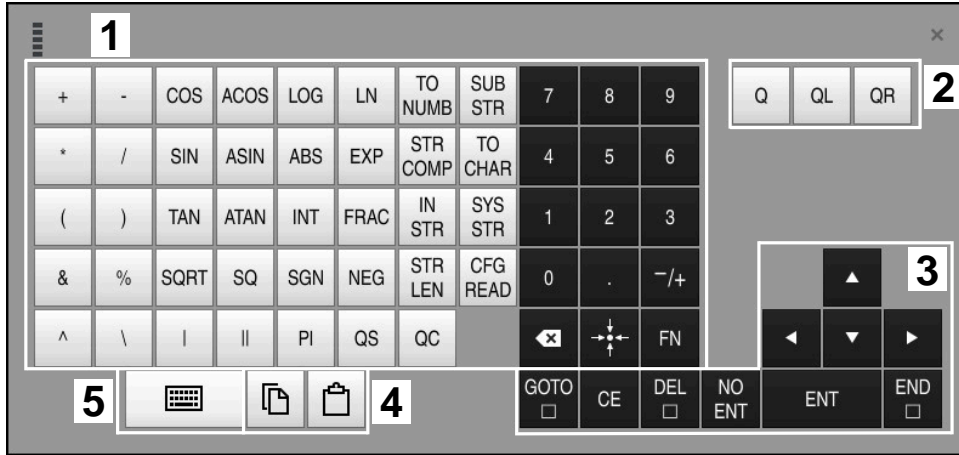 1
×
+ - COS ACOS LOG LN TO NUMB SUB STR 7 8 9 Q QL QR 2
* / SIN ASIN ABS EXP STR COMP TO CHAR 4 5 6
( ) TAN ATAN INT FRAC IN STR SYS STR 1 2 3
& % SQRT SQ SGN NEG STR LEN CFG READ 0 . −/+ 3
^ \ | || PI QS QC FN
5 4 GOTO CE DEL NO ENT ENT END